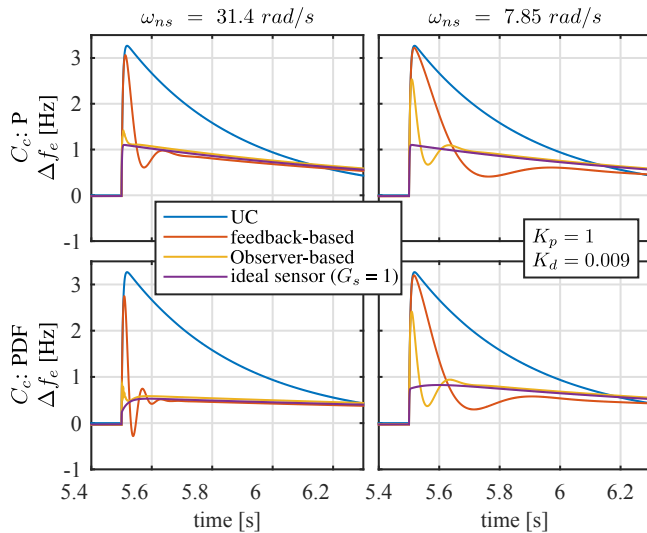 ω_ns = 31.4 rad/s
ω_ns = 7.85 rad/s
C_c: P
Δf_e [Hz]
3
2
1
0
-1
UC
feedback-based
Observer-based
ideal sensor (G_s = 1)
K_p = 1
K_d = 0.009
C_c: PDF
Δf_e [Hz]
3
2
1
0
-1
5.4 5.6 5.8 6 6.2
5.4 5.6 5.8 6 6.2
time [s]
time [s]